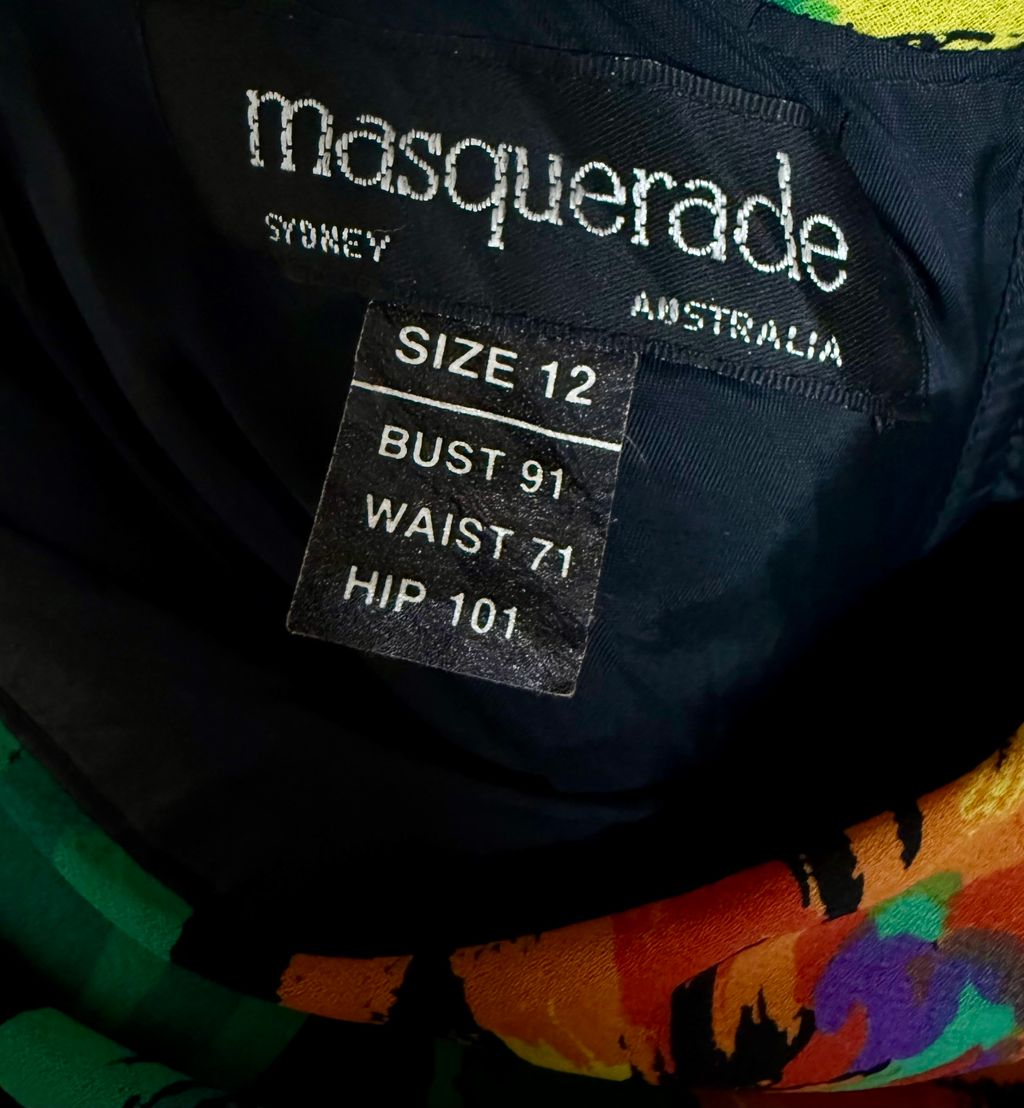 masquerade
SYDNEY
AUSTRALIA
SIZE 12
BUST 91
WAIST 71
HIP 101